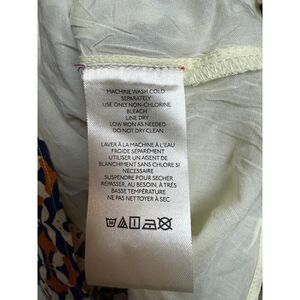 MACHINE WASH COLD
SEPARATELY
USE ONLY NON-CHLORINE
BLEACH
LINE DRY
LOW IRON AS NEEDED
DO NOT DRY CLEAN
LAVER À LA MACHINE À L'EAU
FROIDE SÉPARÉMENT
UTILISER UN AGENT DE
BLANCHIMENT SANS CHLORE SI
NÉCESSAIRE
SUSPENDRE POUR SÉCHER
REPASSER, AU BESOIN, À TRÈS
BASSE TEMPÉRATURE
NE PAS NETTOYER À SEC